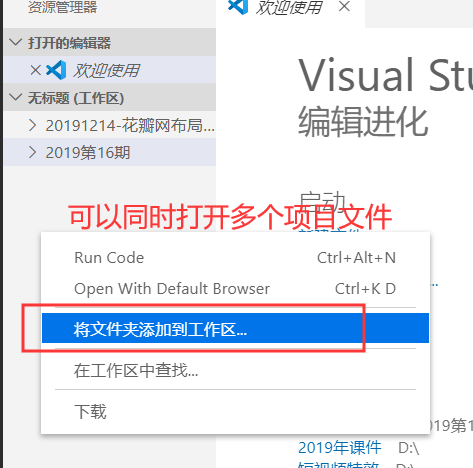 资源管理器
欢迎使用
打开的编辑器
欢迎使用
无标题 (工作区)
20191214-花瓣网布局...
2019第16期
Visual Stu
编辑进化
启动
可以同时打开多个项目文件
Run Code Ctrl+Alt+N
Open With Default Browser Ctrl+K D
将文件夹添加到工作区...
在工作区中查找...
下载
2019第1
2019年课件 D:\
短视频特效 D:\